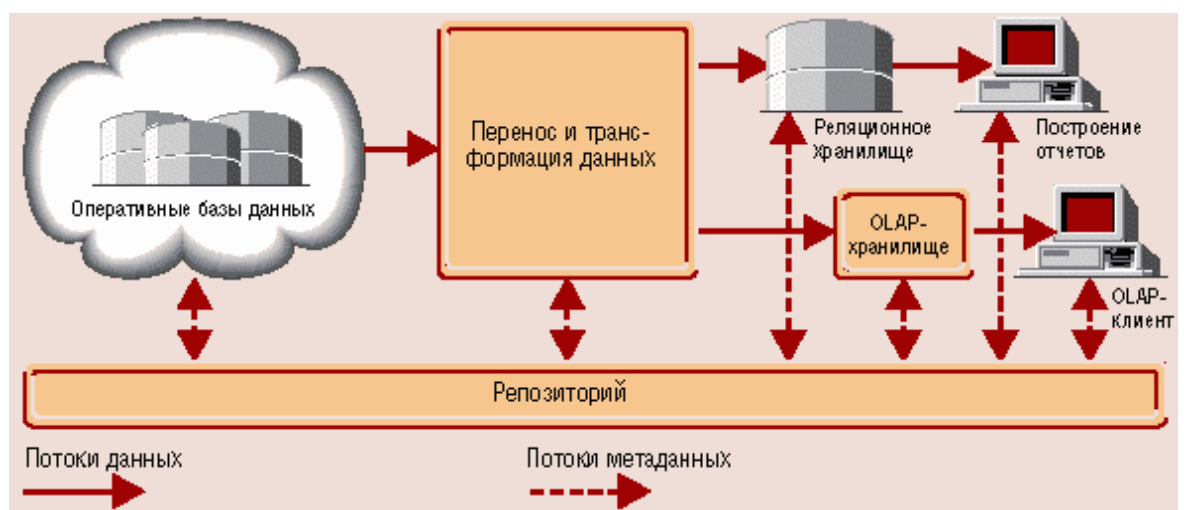 Оперативные базы данных
Перенос и транс-
формация данных
Реляционное
хранилище
Построение
отчетов
OLAP-
хранилище
OLAP-
клиент
Репозиторий
Потоки данных
Потоки метаданных